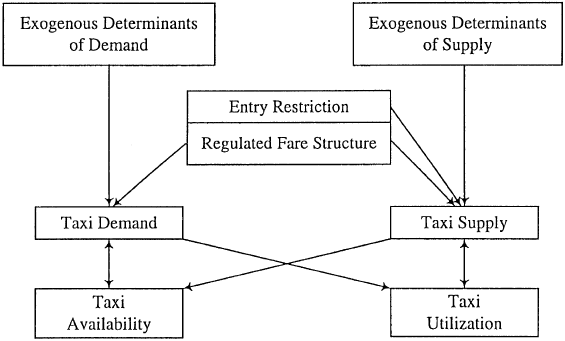 Exogenous Determinants
of Demand
Exogenous Determinants
of Supply
Entry Restriction
Regulated Fare Structure
Taxi Demand
Taxi Supply
Taxi
Availability
Taxi
Utilization